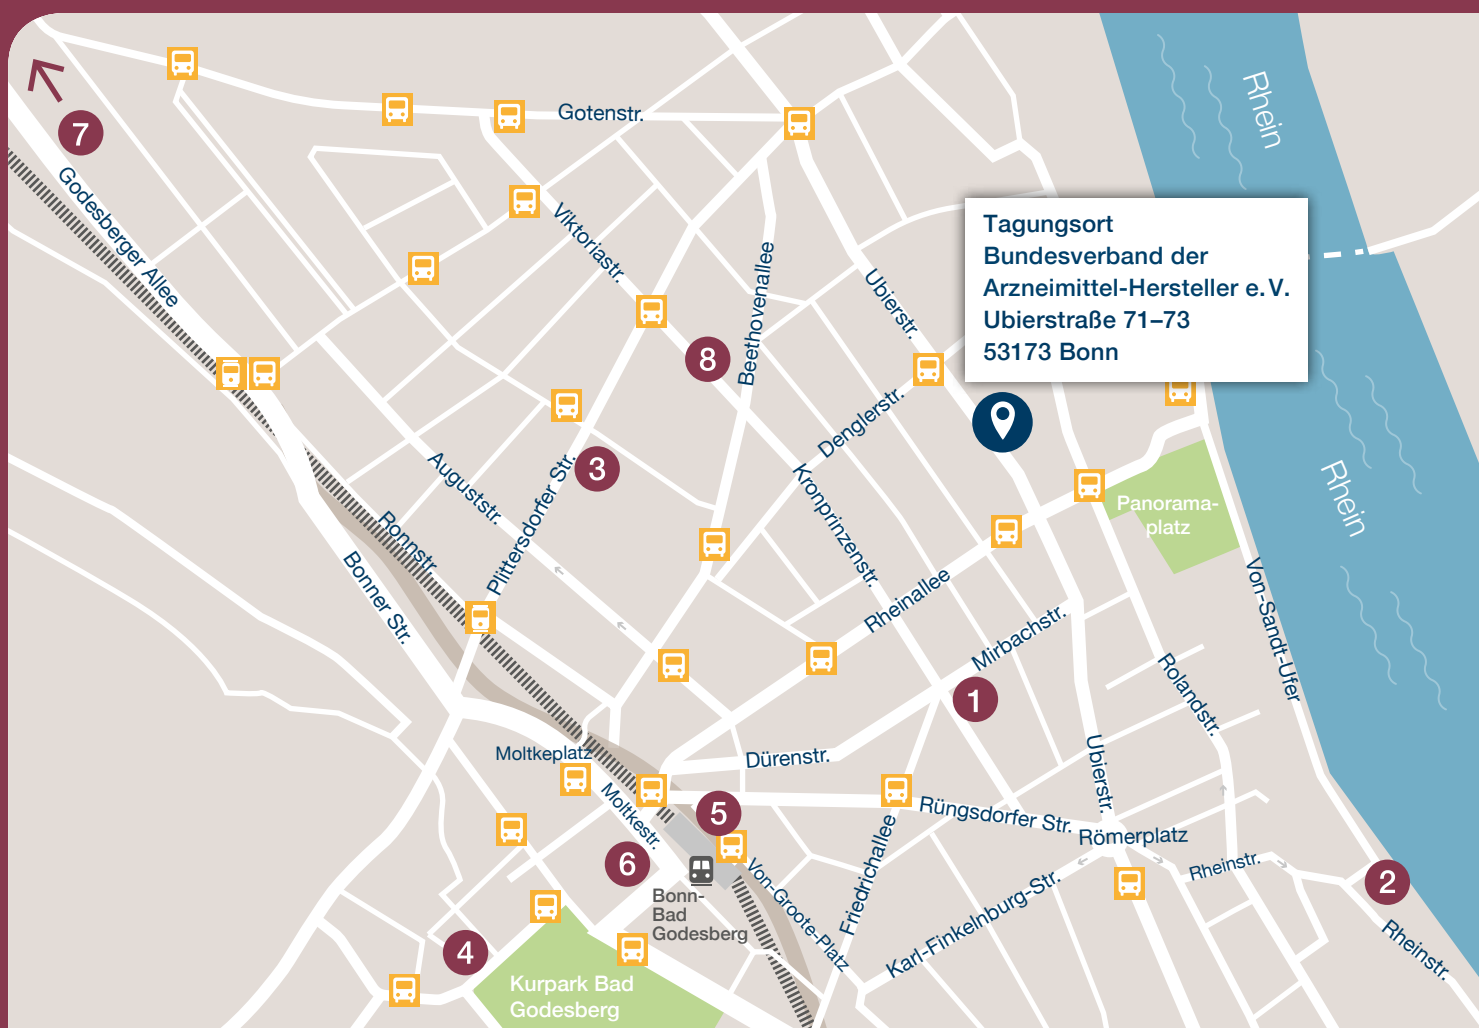 Rhein
Gotenstr.
7
Godesberger Allee
Viktoriastr.
Beethovenallee
Ubierstr.
Tagungsort
Bundesverband der
Arzneimittel-Hersteller e. V.
Ubierstraße 71–73
53173 Bonn
8
Denglerstr.
3
Plittersdorfer Str.
Auguststr.
Ronnstr.
Bonner Str.
Kronprinzenstr.
Rheinallee
Panorama-
platz
Rhein
Von-Sandt-Ufer
Mirbachstr.
Rolandstr.
1
Moltkeplatz
Dürenstr.
Ubierstr.
Moltkestr.
5
Rüngsdorfer Str.
Römerplatz
6
Bonn-
Bad
Godesberg
Von-Groote-Platz
Friedrichallee
Karl-Finkelnburg-Str.
Rheinstr.
2
Rheinstr.
4
Kurpark Bad
Godesberg